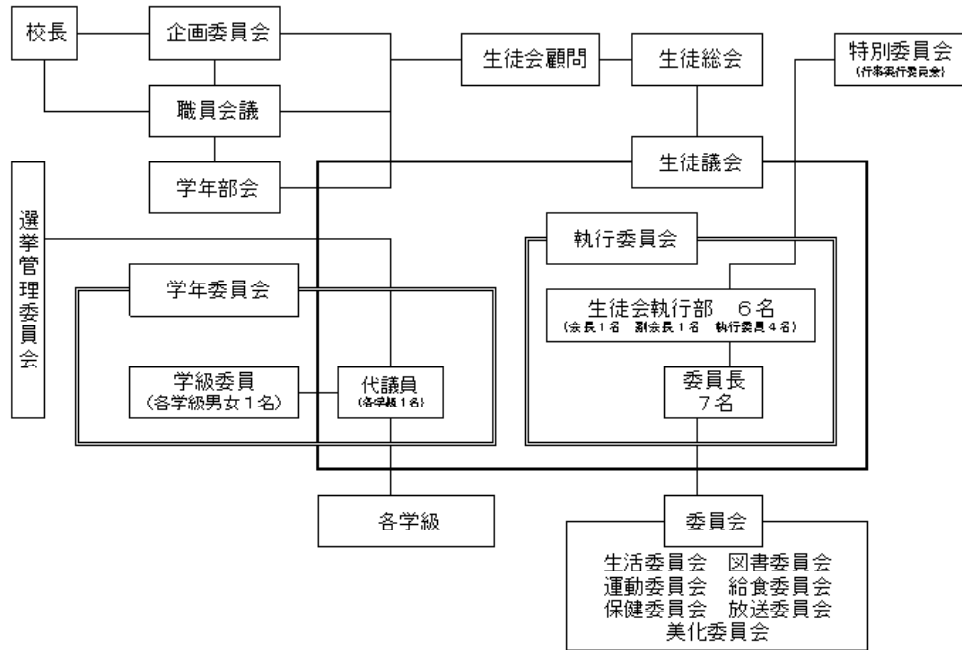 校長
企画委員会
生徒会顧問
生徒総会
特別委員会
(行事実行委員会)
職員会議
生徒議会
学年部会
選挙管理委員会
執行委員会
学年委員会
生徒会執行部 6名
(会長1名 副会長1名 執行委員4名)
学級委員
(各学級男女1名)
代議員
(各学級1名)
委員長
7名
各学級
委員会
生活委員会 図書委員会
運動委員会 給食委員会
保健委員会 放送委員会
美化委員会